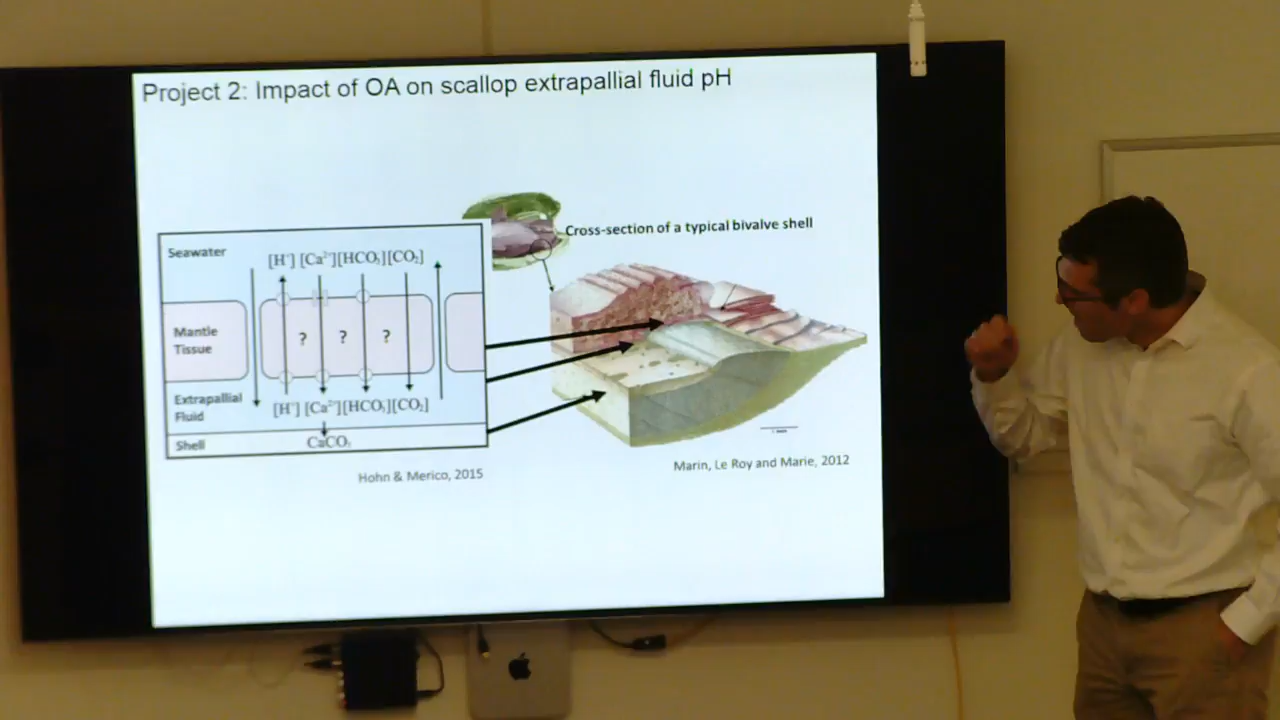 Project 2: Impact of OA on scallop extrapallial fluid pH
Cross-section of a typical bivalve shell
Seawater
[H⁺] [Ca²⁺][HCO₃⁻][CO₂]
Mantle
Tissue
? ? ?
Extrapallial
Fluid
[H⁺] [Ca²⁺][HCO₃⁻][CO₂]
Shell
CaCO₃
Hohn & Merico, 2015
Marin, Le Roy and Marie, 2012